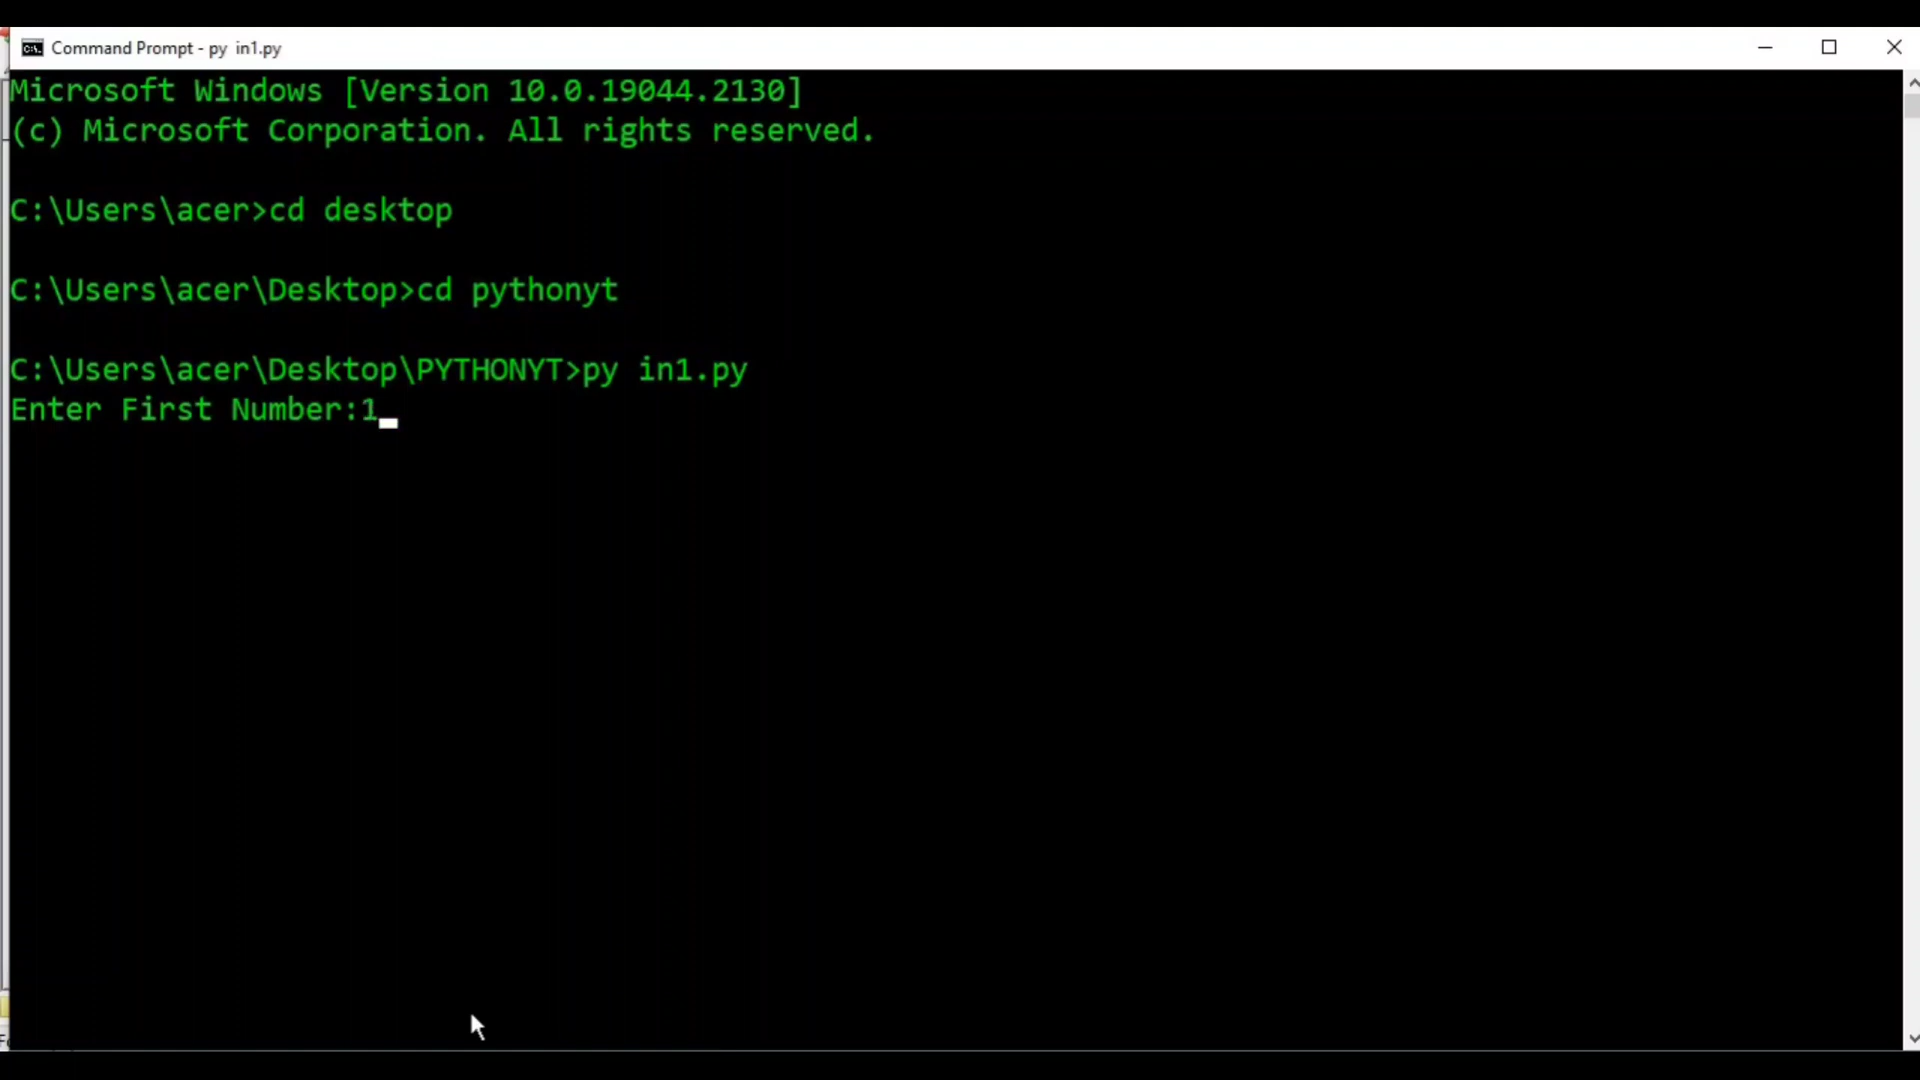 Command Prompt - py  in1.py
Microsoft Windows [Version 10.0.19044.2130]
(c) Microsoft Corporation. All rights reserved.
C:\Users\acer>cd desktop
C:\Users\acer\Desktop>cd pythonyt
C:\Users\acer\Desktop\PYTHONYT>py in1.py
Enter First Number:1